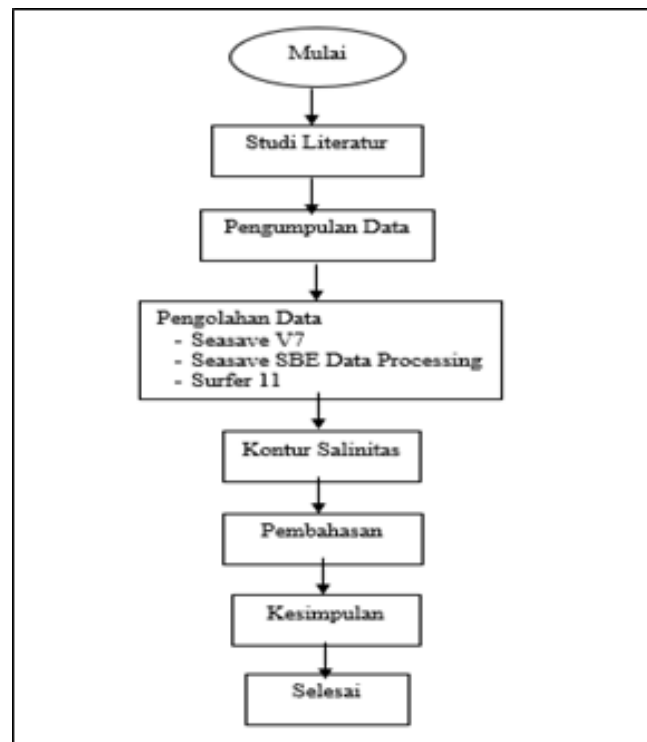 Mulai
Studi Literatur
Pengumpulan Data
Pengolahan Data
- Seasave V7
- Seasave SBE Data Processing
- Surfer 11
Kontur Salinitas
Pembahasan
Kesimpulan
Selesai